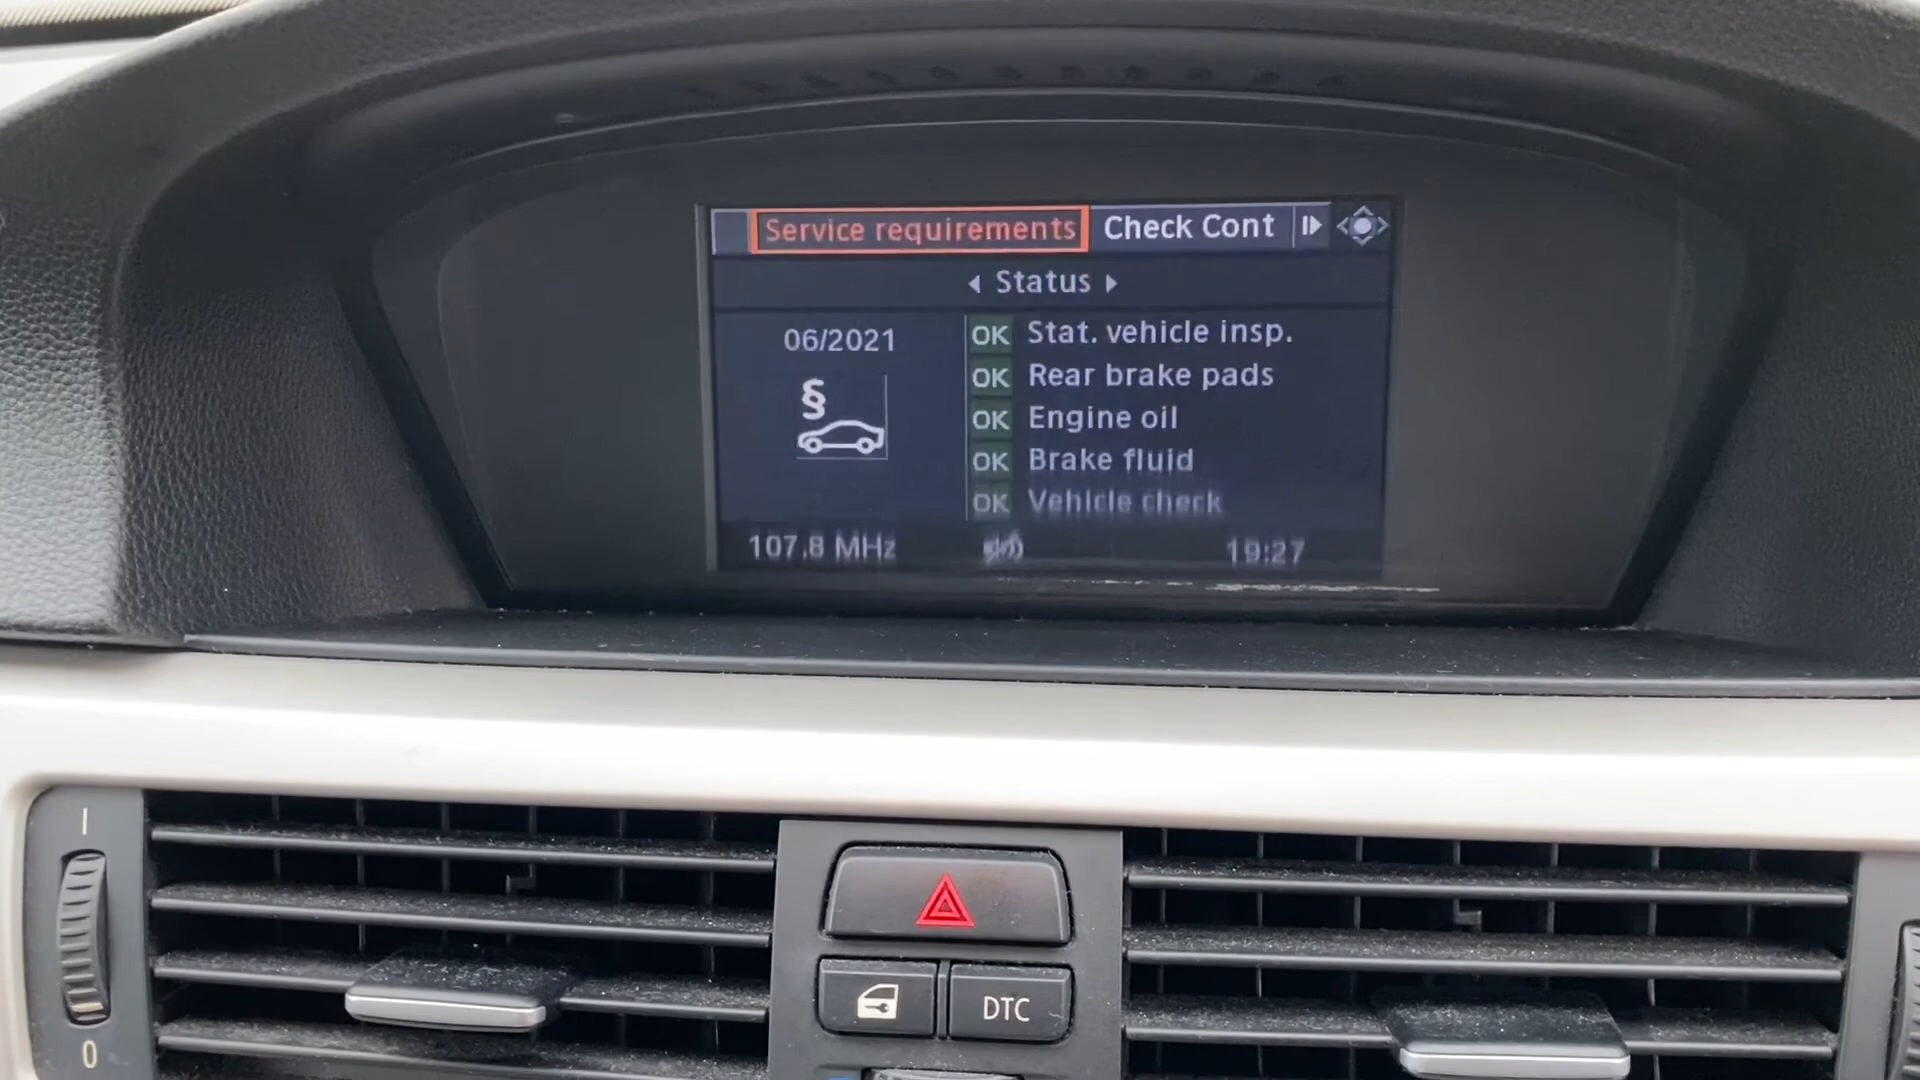 Service requirements Check Cont
Status
06/2021
§
OK Stat. vehicle insp.
OK Rear brake pads
OK Engine oil
OK Brake fluid
OK Vehicle check
107.8 MHz 19:27
I
0
DTC